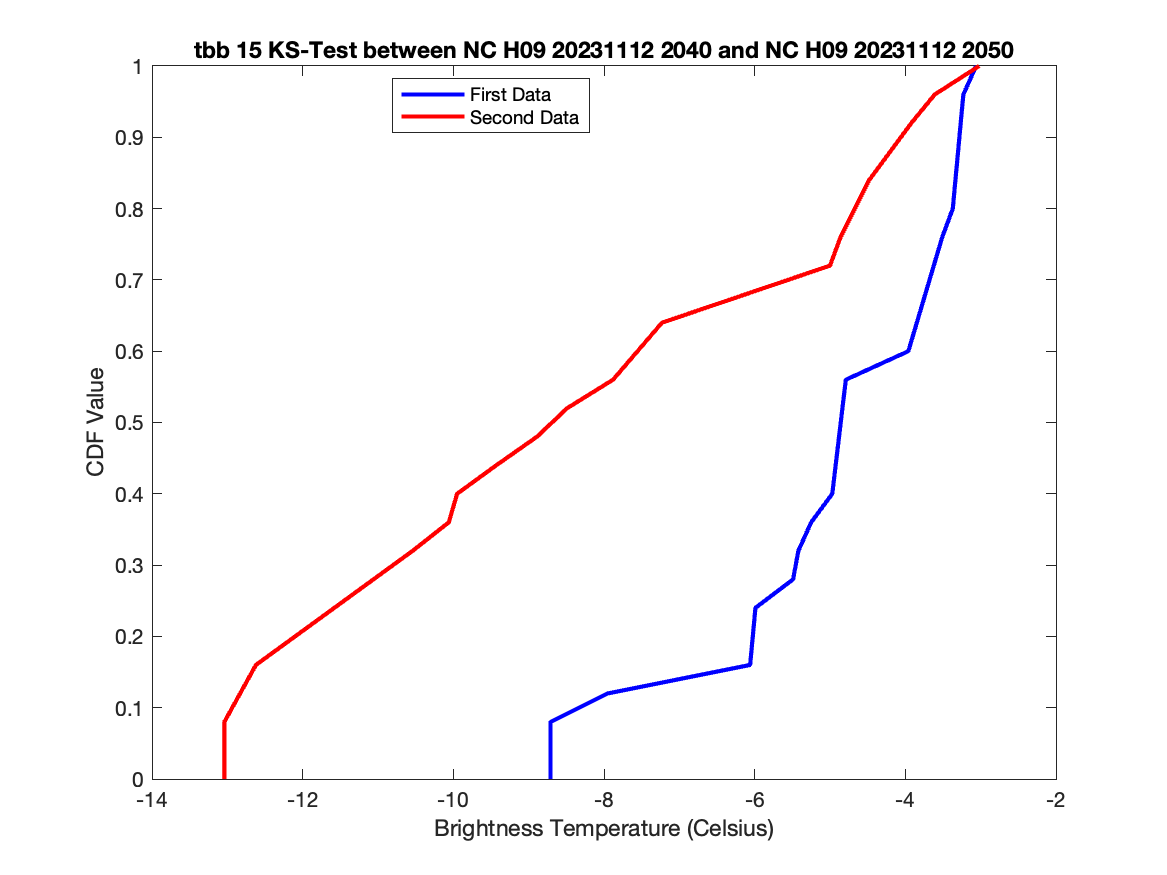 tbb 15 KS-Test between NC H09 20231112 2040 and NC H09 20231112 2050
First Data
Second Data
1
0.9
0.8
0.7
0.6
0.5
0.4
0.3
0.2
0.1
0
CDF Value
-14 -12 -10 -8 -6 -4 -2
Brightness Temperature (Celsius)